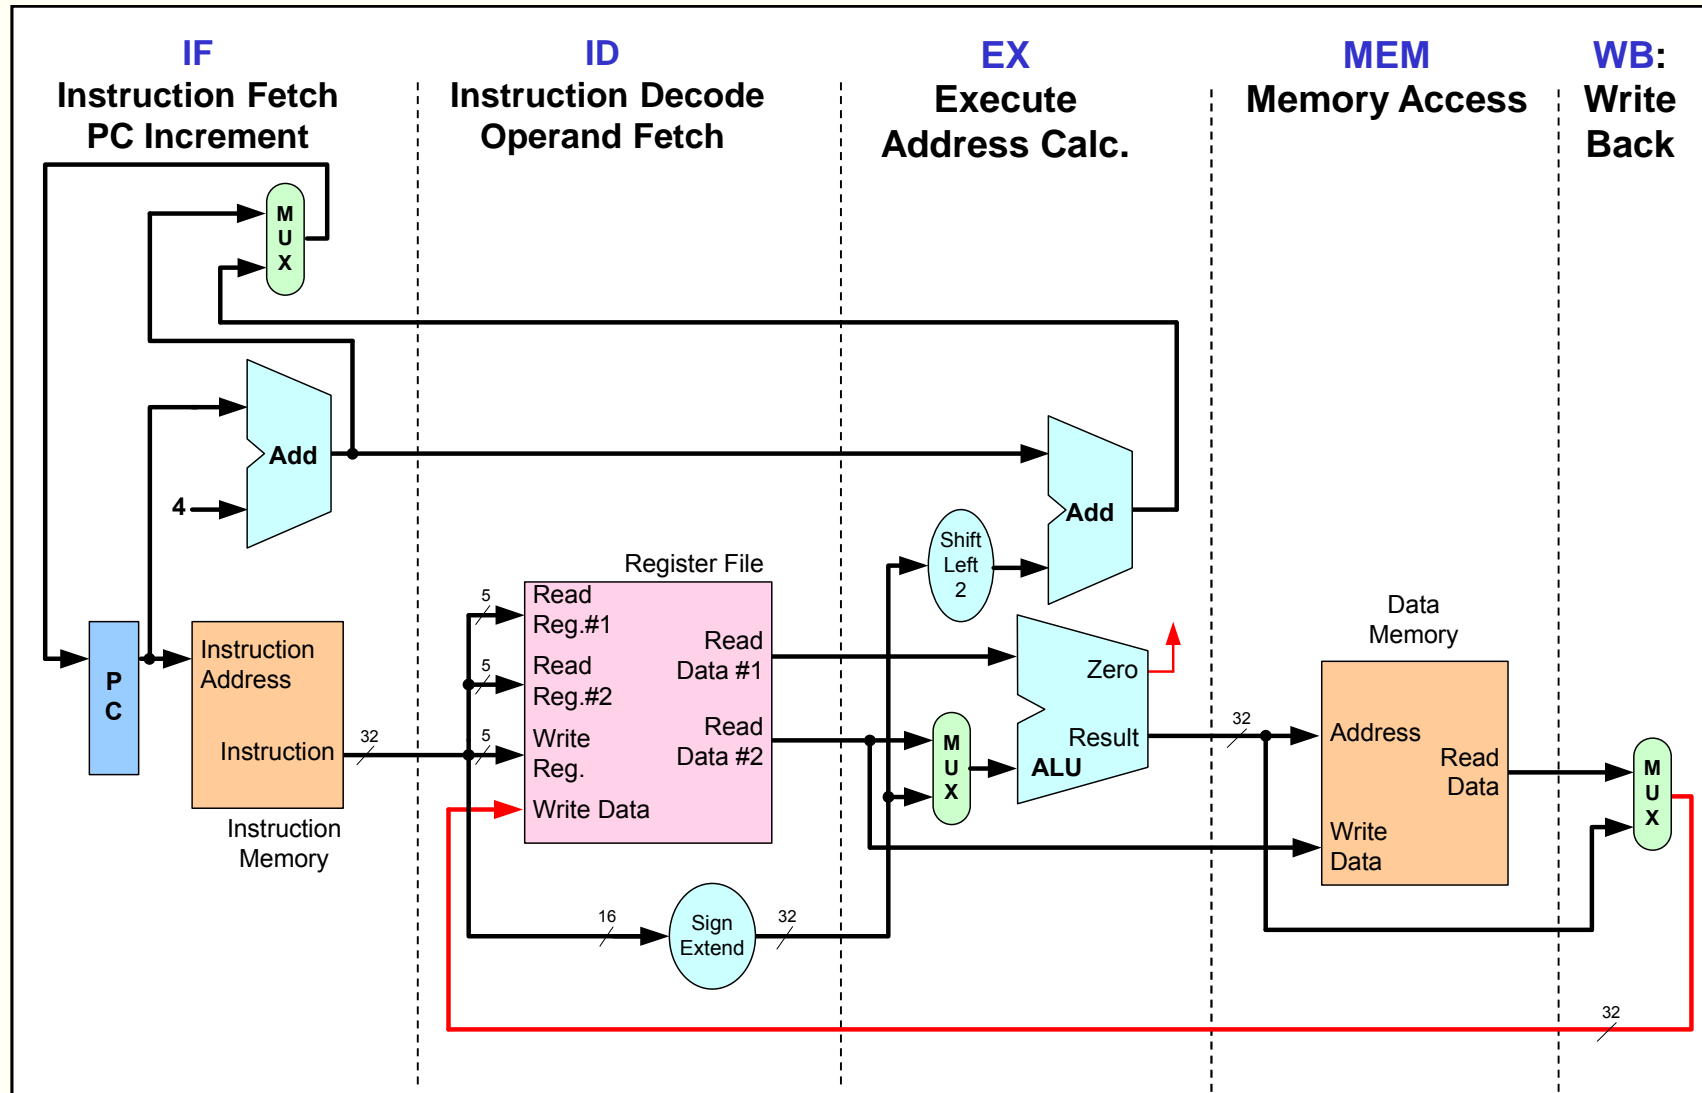 IF
Instruction Fetch
PC Increment
ID
Instruction Decode
Operand Fetch
EX
Execute
Address Calc.
MEM
Memory Access
WB:
Write
Back
M
U
X
Add
4
Add
Shift
Left
2
Register File
P
C
Instruction
Address
Instruction
32
Instruction
Memory
5
5
5
Read
Reg.#1
Read
Reg.#2
Write
Reg.
Write Data
Read
Data #1
Read
Data #2
16
Sign
Extend
32
M
U
X
Zero
Result
ALU
32
Data
Memory
Address
Read
Data
Write
Data
M
U
X
32